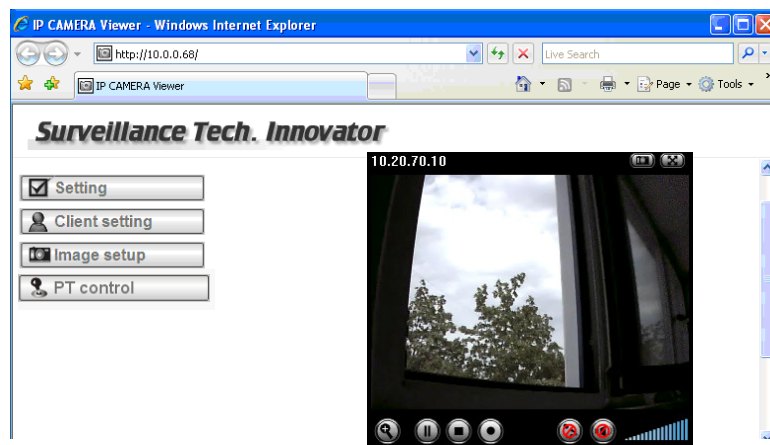 IP CAMERA Viewer - Windows Internet Explorer
http://10.0.0.68/
Live Search
IP CAMERA Viewer
Page
Tools
Surveillance Tech. Innovator
10.20.70.10
Setting
Client setting
Image setup
PT control